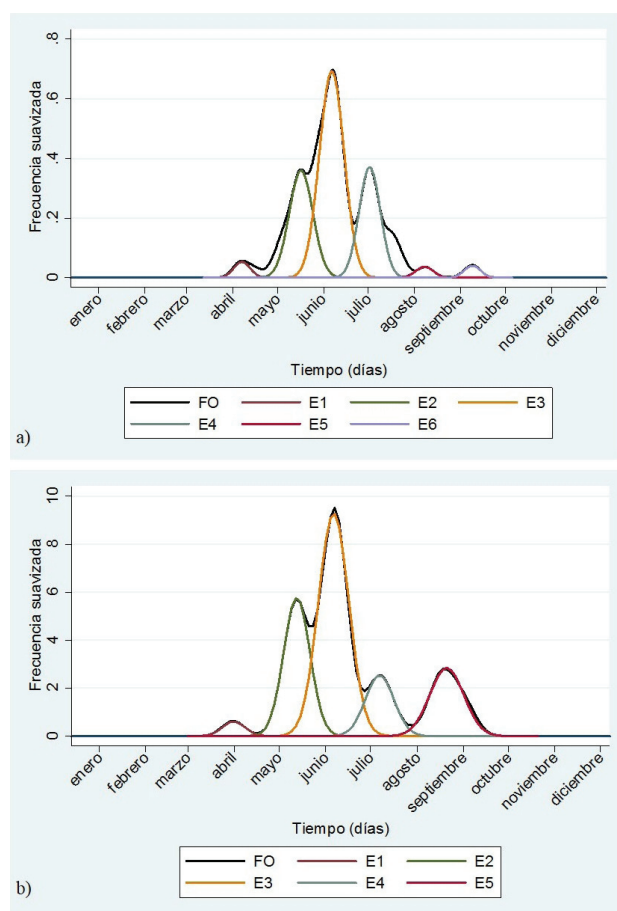 Frecuencia suavizada
.8
.6
.4
.2
0
enero
febrero
marzo
abril
mayo
junio
julio
agosto
septiembre
octubre
noviembre
diciembre
Tiempo (días)
FO E1 E2 E3
E4 E5 E6
a)
Frecuencia suavizada
10
8
6
4
2
0
enero
febrero
marzo
abril
mayo
junio
julio
agosto
septiembre
octubre
noviembre
diciembre
Tiempo (días)
FO E1 E2
E3 E4 E5
b)